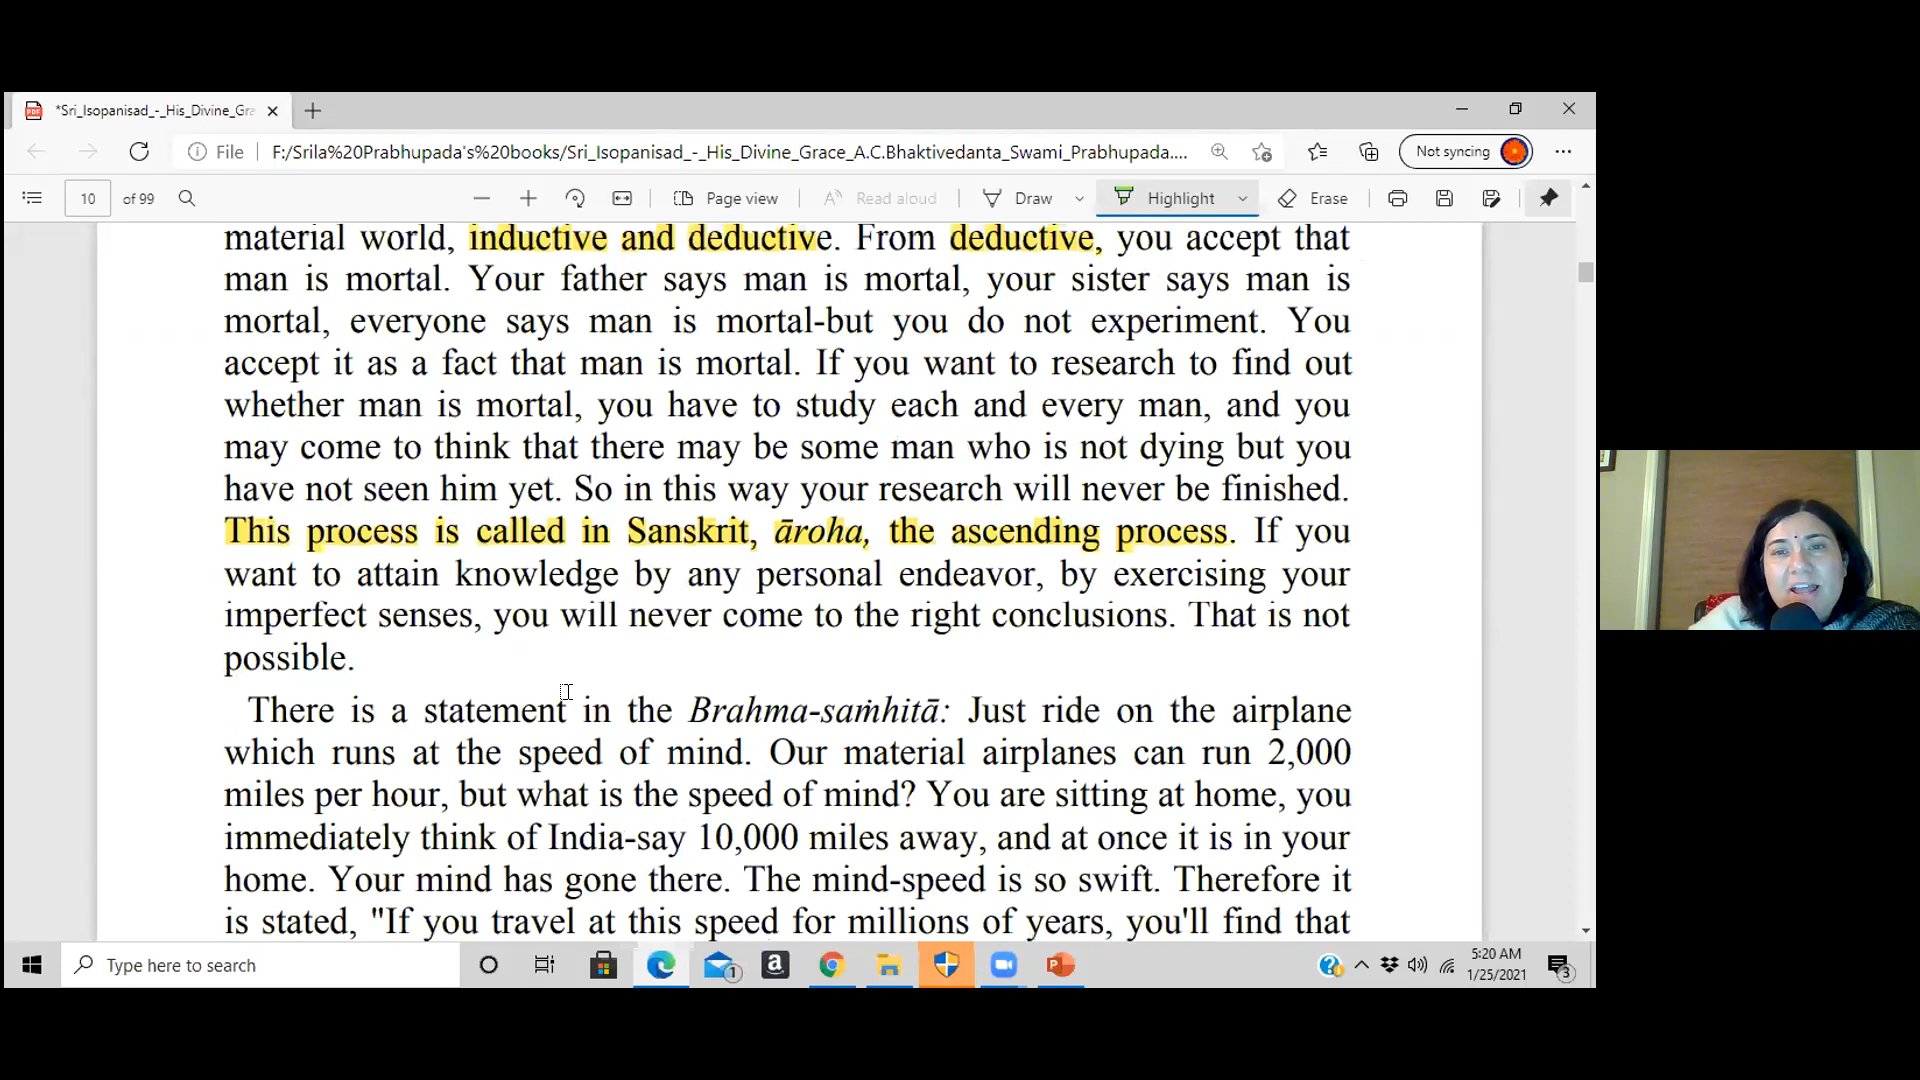 *Sri_Isopanisad_-_His_Divine_Gra
File F:/Srila%20Prabhupada's%20books/Sri_Isopanisad_-_His_Divine_Grace_A.C.Bhaktivedanta_Swami_Prabhupada.... Not syncing
10 of 99 Page view Read aloud Draw Highlight Erase
material world, inductive and deductive. From deductive, you accept that
man is mortal. Your father says man is mortal, your sister says man is
mortal, everyone says man is mortal-but you do not experiment. You
accept it as a fact that man is mortal. If you want to research to find out
whether man is mortal, you have to study each and every man, and you
may come to think that there may be some man who is not dying but you
have not seen him yet. So in this way your research will never be finished.
This process is called in Sanskrit, āroha, the ascending process. If you
want to attain knowledge by any personal endeavor, by exercising your
imperfect senses, you will never come to the right conclusions. That is not
possible.
There is a statement in the Brahma-saṁhitā: Just ride on the airplane
which runs at the speed of mind. Our material airplanes can run 2,000
miles per hour, but what is the speed of mind? You are sitting at home, you
immediately think of India-say 10,000 miles away, and at once it is in your
home. Your mind has gone there. The mind-speed is so swift. Therefore it
is stated, "If you travel at this speed for millions of years, you'll find that
Type here to search 1 a 5:20 AM
1/25/2021 3